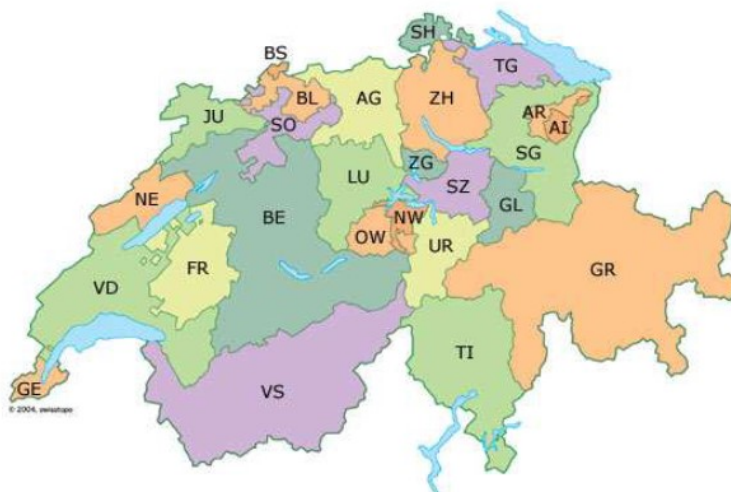 SH
BS
TG
BL
AG
ZH
JU
SO
AR
AI
SG
ZG
LU
SZ
NE
GL
BE
NW
OW
UR
FR
GR
VD
TI
GE
VS
© 2004, swisstopo